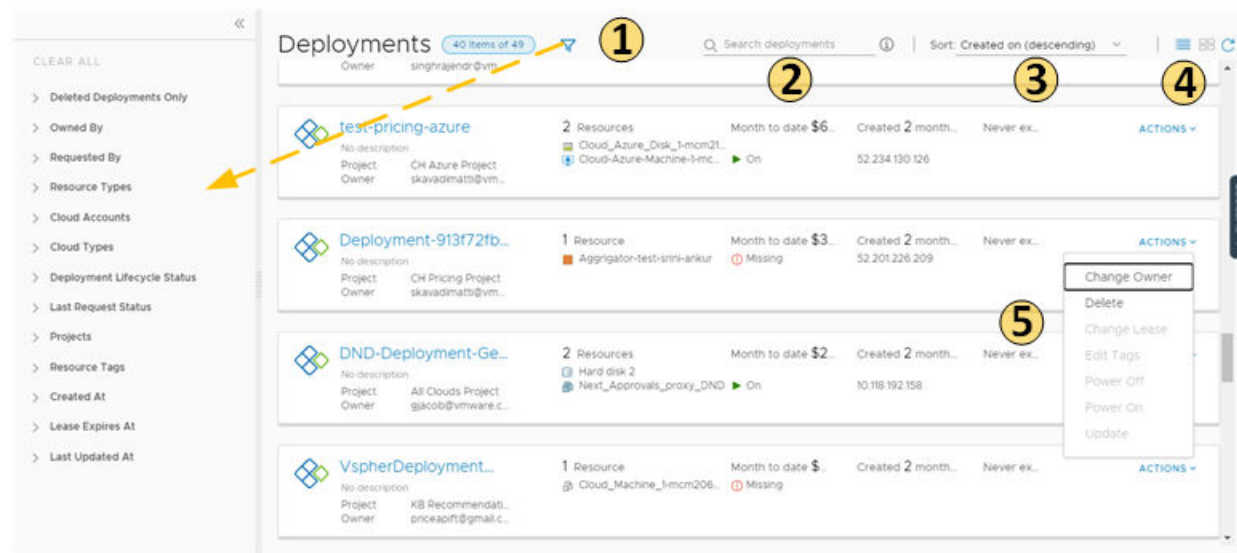 «
CLEAR ALL
> Deleted Deployments Only
> Owned By
> Requested By
> Resource Types
> Cloud Accounts
> Cloud Types
> Deployment Lifecycle Status
> Last Request Status
> Projects
> Resource Tags
> Created At
> Lease Expires At
> Last Updated At
Deployments 40 items of 49 1 Search deployments Sort: Created on (descending)
2 3 4
Owner singhrajendr@vm...
test-pricing-azure 2 Resources Month to date $6... Created 2 month... Never ex... ACTIONS
No description Cloud_Azure_Disk_1-mcm21...
Cloud-Azure-Machine-1-mc... On 52.234.130.126
Project CH Azure Project
Owner skavadimatti@vm...
Deployment-913f72fb... 1 Resource Month to date $3... Created 2 month... Never ex... ACTIONS
No description Aggrigator-test-srini-ankur Missing 52.201.226.209
Project CH Pricing Project
Owner skavadimatti@vm...
Change Owner
Delete
Change Lease
Edit Tags
Power Off
Power On
Update
5
DND-Deployment-Ge... 2 Resources Month to date $2... Created 2 month... Never ex...
No description Hard disk 2
Next_Approvals_proxy_DND On 10.118.192.158
Project All Clouds Project
Owner gjacob@vmware.c...
VspherDeployment... 1 Resource Month to date $... Created 2 month... Never ex... ACTIONS
No description Cloud_Machine_1-mcm206... Missing
Project KB Recommendati...
Owner priceapift@gmail.c...